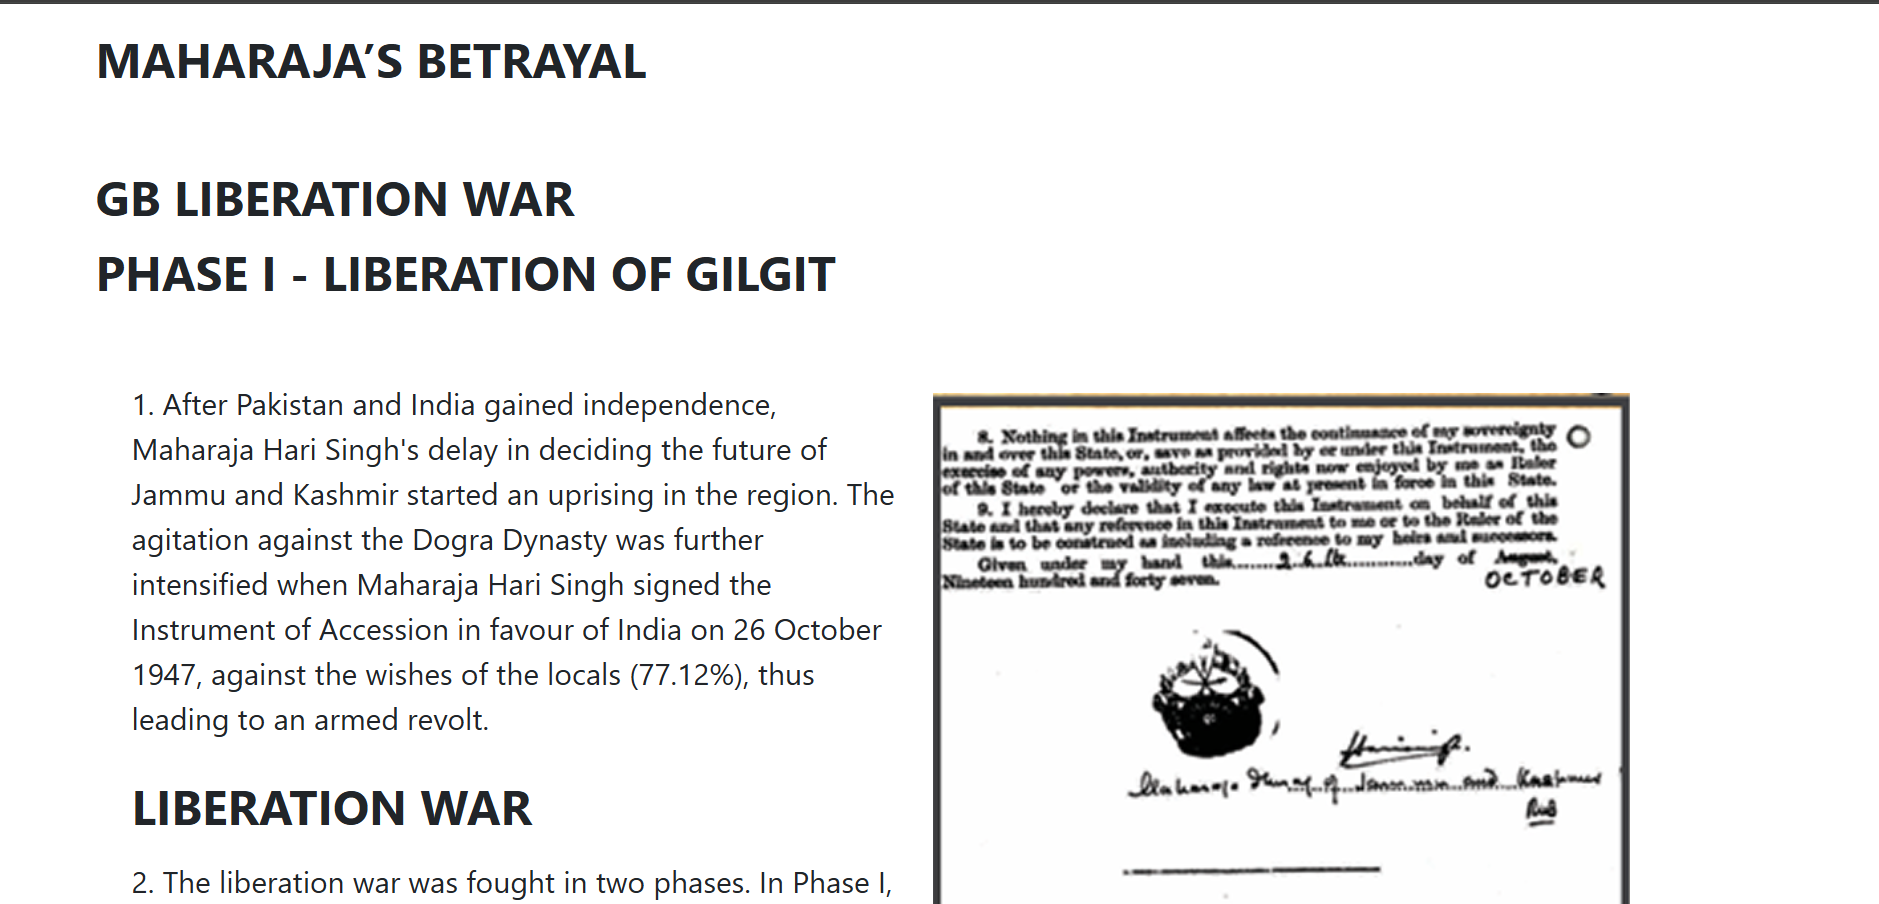 MAHARAJA’S BETRAYAL
GB LIBERATION WAR
PHASE I - LIBERATION OF GILGIT
1. After Pakistan and India gained independence,
Maharaja Hari Singh's delay in deciding the future of
Jammu and Kashmir started an uprising in the region. The
agitation against the Dogra Dynasty was further
intensified when Maharaja Hari Singh signed the
Instrument of Accession in favour of India on 26 October
1947, against the wishes of the locals (77.12%), thus
leading to an armed revolt.
LIBERATION WAR
2. The liberation war was fought in two phases. In Phase I,
8. Nothing in this Instrument affects the continuance of my sovereignty
in and over this State, or, save as provided by or under this Instrument, the
exercise of any powers, authority and rights now enjoyed by me as Ruler
of this State or the validity of any law at present in force in this State.
9. I hereby declare that I execute this Instrument on behalf of this
State and that any reference in this Instrument to me or to the Ruler of the
State is to be construed as including a reference to my heirs and successors.
Given under my hand this.......26th............day of August,
OCTOBER
Nineteen hundred and forty seven.
Maharaja of Jammu and Kashmir